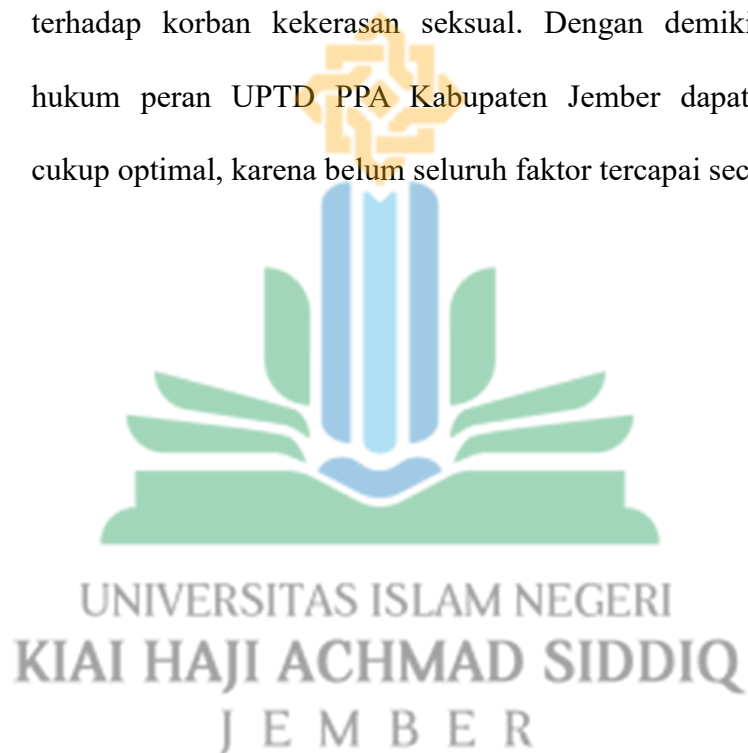 terhadap korban kekerasan seksual. Dengan demiki
hukum peran UPTD PPA Kabupaten Jember dapat
cukup optimal, karena belum seluruh faktor tercapai sec
UNIVERSITAS ISLAM NEGERI
KIAI HAJI ACHMAD SIDDIQ
JEMBER